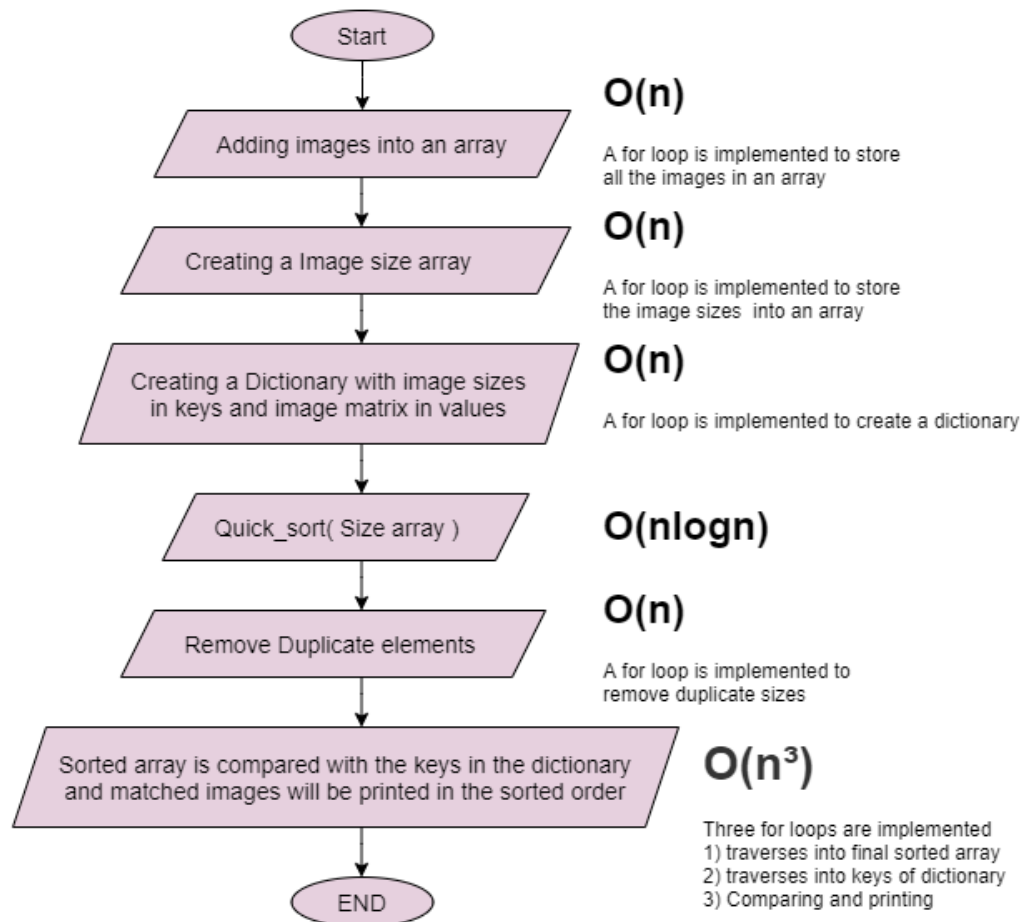 Start
O(n)
Adding images into an array
A for loop is implemented to store
all the images in an array
O(n)
Creating a Image size array
A for loop is implemented to store
the image sizes into an array
O(n)
Creating a Dictionary with image sizes
in keys and image matrix in values
A for loop is implemented to create a dictionary
Quick_sort( Size array )
O(nlogn)
O(n)
Remove Duplicate elements
A for loop is implemented to
remove duplicate sizes
Sorted array is compared with the keys in the dictionary
and matched images will be printed in the sorted order
O(n³)
Three for loops are implemented
1) traverses into final sorted array
2) traverses into keys of dictionary
3) Comparing and printing
END